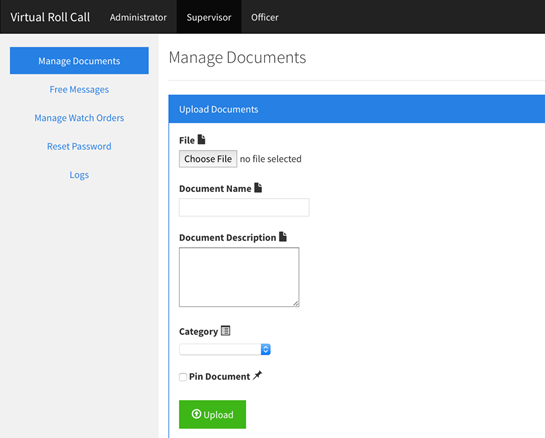 Virtual Roll Call Administrator Supervisor Officer
Manage Documents
Free Messages
Manage Watch Orders
Reset Password
Logs
Manage Documents
Upload Documents
File
Choose File no file selected
Document Name
Document Description
Category
Pin Document
Upload